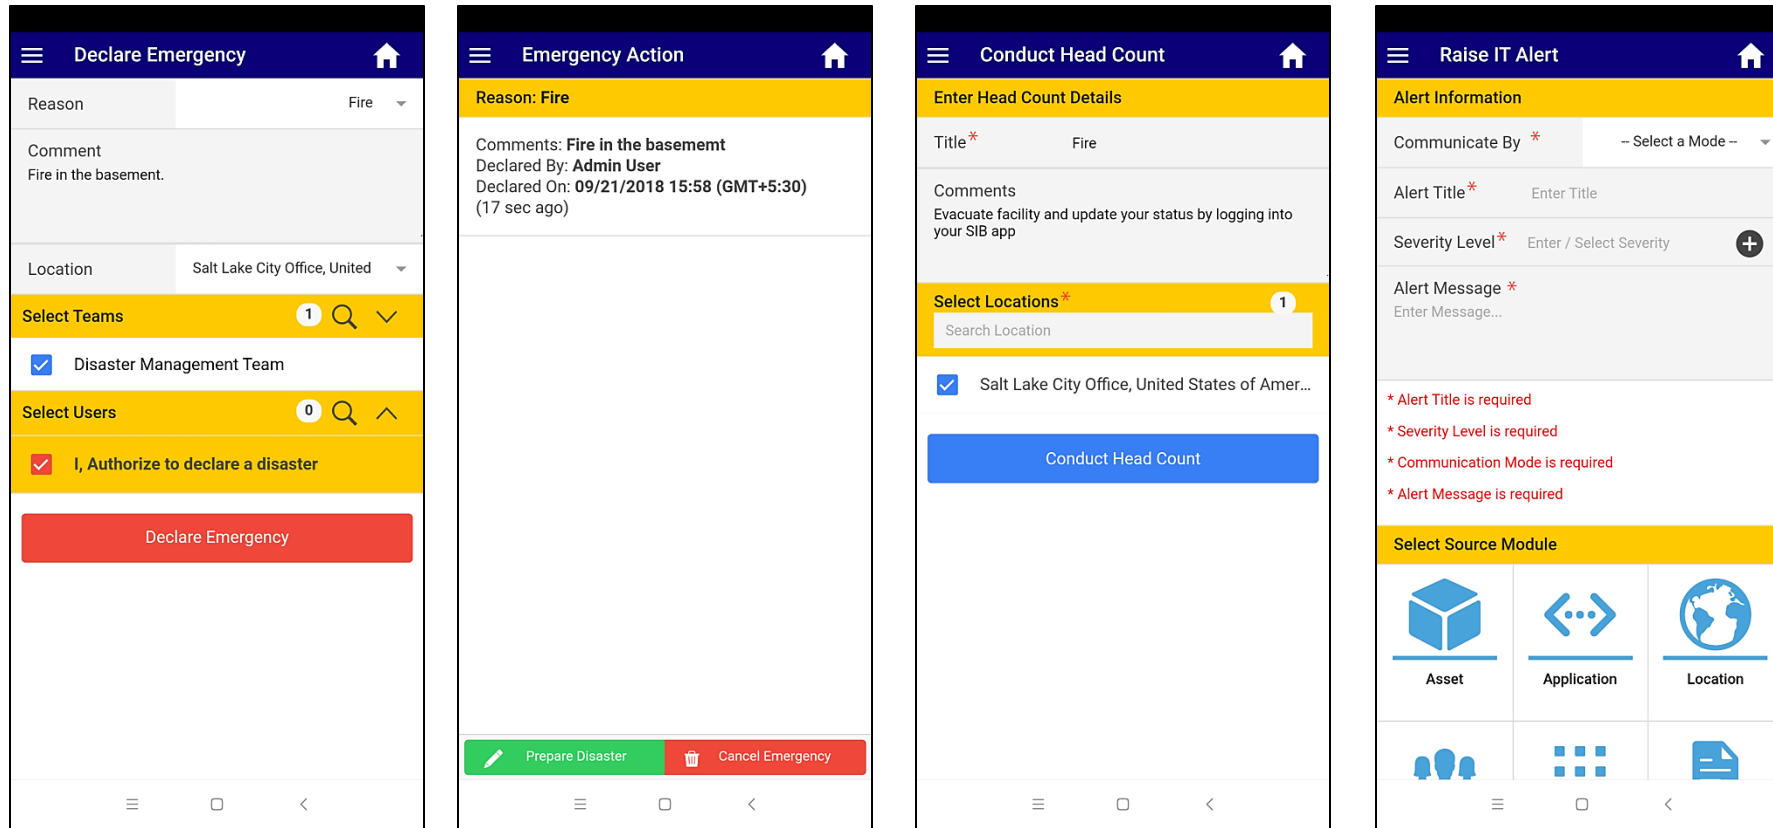 Declare Emergency
Reason
Fire
Comment
Fire in the basement.
Location
Salt Lake City Office, United
Select Teams
1
Disaster Management Team
Select Users
0
I, Authorize to declare a disaster
Declare Emergency
Emergency Action
Reason: Fire
Comments: Fire in the basememt
Declared By: Admin User
Declared On: 09/21/2018 15:58 (GMT+5:30)
(17 sec ago)
Prepare Disaster
Cancel Emergency
Conduct Head Count
Enter Head Count Details
Title*
Fire
Comments
Evacuate facility and update your status by logging into
your SIB app
Select Locations*
1
Search Location
Salt Lake City Office, United States of Amer...
Conduct Head Count
Raise IT Alert
Alert Information
Communicate By *
-- Select a Mode --
Alert Title*
Enter Title
Severity Level*
Enter / Select Severity
Alert Message *
Enter Message...
* Alert Title is required
* Severity Level is required
* Communication Mode is required
* Alert Message is required
Select Source Module
Asset
Application
Location